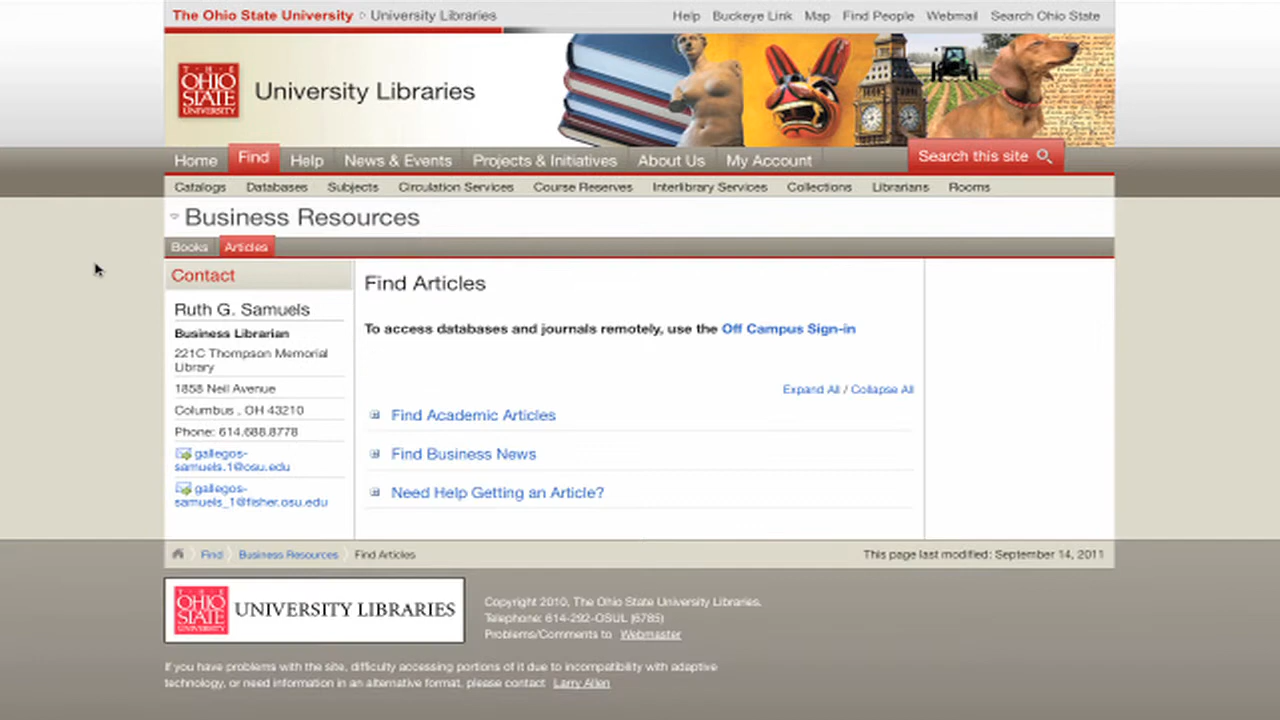 The Ohio State University University Libraries Help Buckeye Link Map Find People Webmail Search Ohio State
T · H · E
OHIO
STATE
UNIVERSITY
University Libraries
Home Find Help News & Events Projects & Initiatives About Us My Account Search this site
Catalogs Databases Subjects Circulation Services Course Reserves Interlibrary Services Collections Librarians Rooms
Business Resources
Books Articles
Contact
Ruth G. Samuels
Business Librarian
221C Thompson Memorial
Library
1858 Neil Avenue
Columbus , OH 43210
Phone: 614.688.8778
gallegos-
samuels.1@osu.edu
gallegos-
samuels_1@fisher.osu.edu
Find Articles
To access databases and journals remotely, use the Off Campus Sign-in
Expand All / Collapse All
Find Academic Articles
Find Business News
Need Help Getting an Article?
Find Business Resources Find Articles This page last modified: September 14, 2011
T · H · E
OHIO
STATE
UNIVERSITY
UNIVERSITY LIBRARIES
Copyright 2010, The Ohio State University Libraries.
Telephone: 614-292-OSUL (6785)
Problems/Comments to Webmaster
If you have problems with the site, difficulty accessing portions of it due to incompatibility with adaptive
technology, or need information in an alternative format, please contact Larry Allen